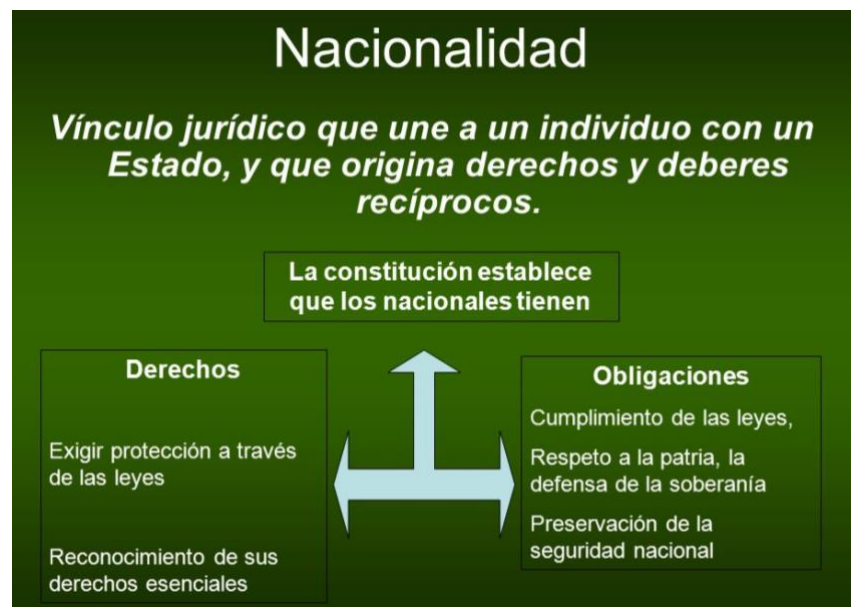 Nacionalidad
Vínculo jurídico que une a un individuo con un
Estado, y que origina derechos y deberes
recíprocos.
La constitución establece
que los nacionales tienen
Derechos
Exigir protección a través
de las leyes
Reconocimiento de sus
derechos esenciales
Obligaciones
Cumplimiento de las leyes,
Respeto a la patria, la
defensa de la soberanía
Preservación de la
seguridad nacional